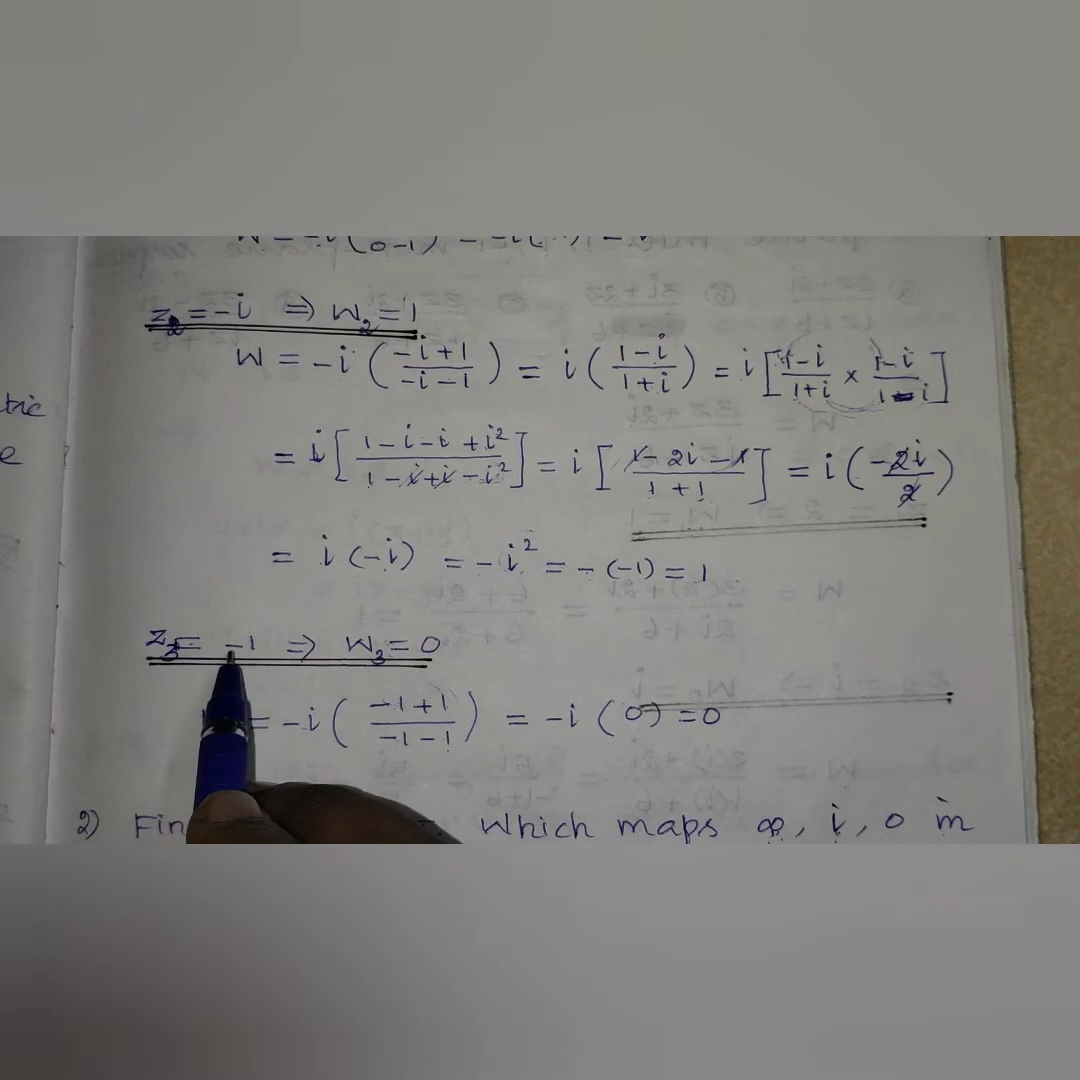 z₂ = -i ⇒ W₂ = 1
W = -i (-i+1 / -i-1) = i (1-i / 1+i) = i [1-i / 1+i × 1-i / 1-i]
= i [1-i-i+i² / 1-i+i-i²] = i [1-2i-1 / 1+1] = i (-2i / 2)
= i (-i) = -i² = -(-1) = 1
z₃ = -1 ⇒ W₃ = 0
= -i (-1+1 / -1-1) = -i (0) = 0
2) Fin which maps ∞, i, 0 in